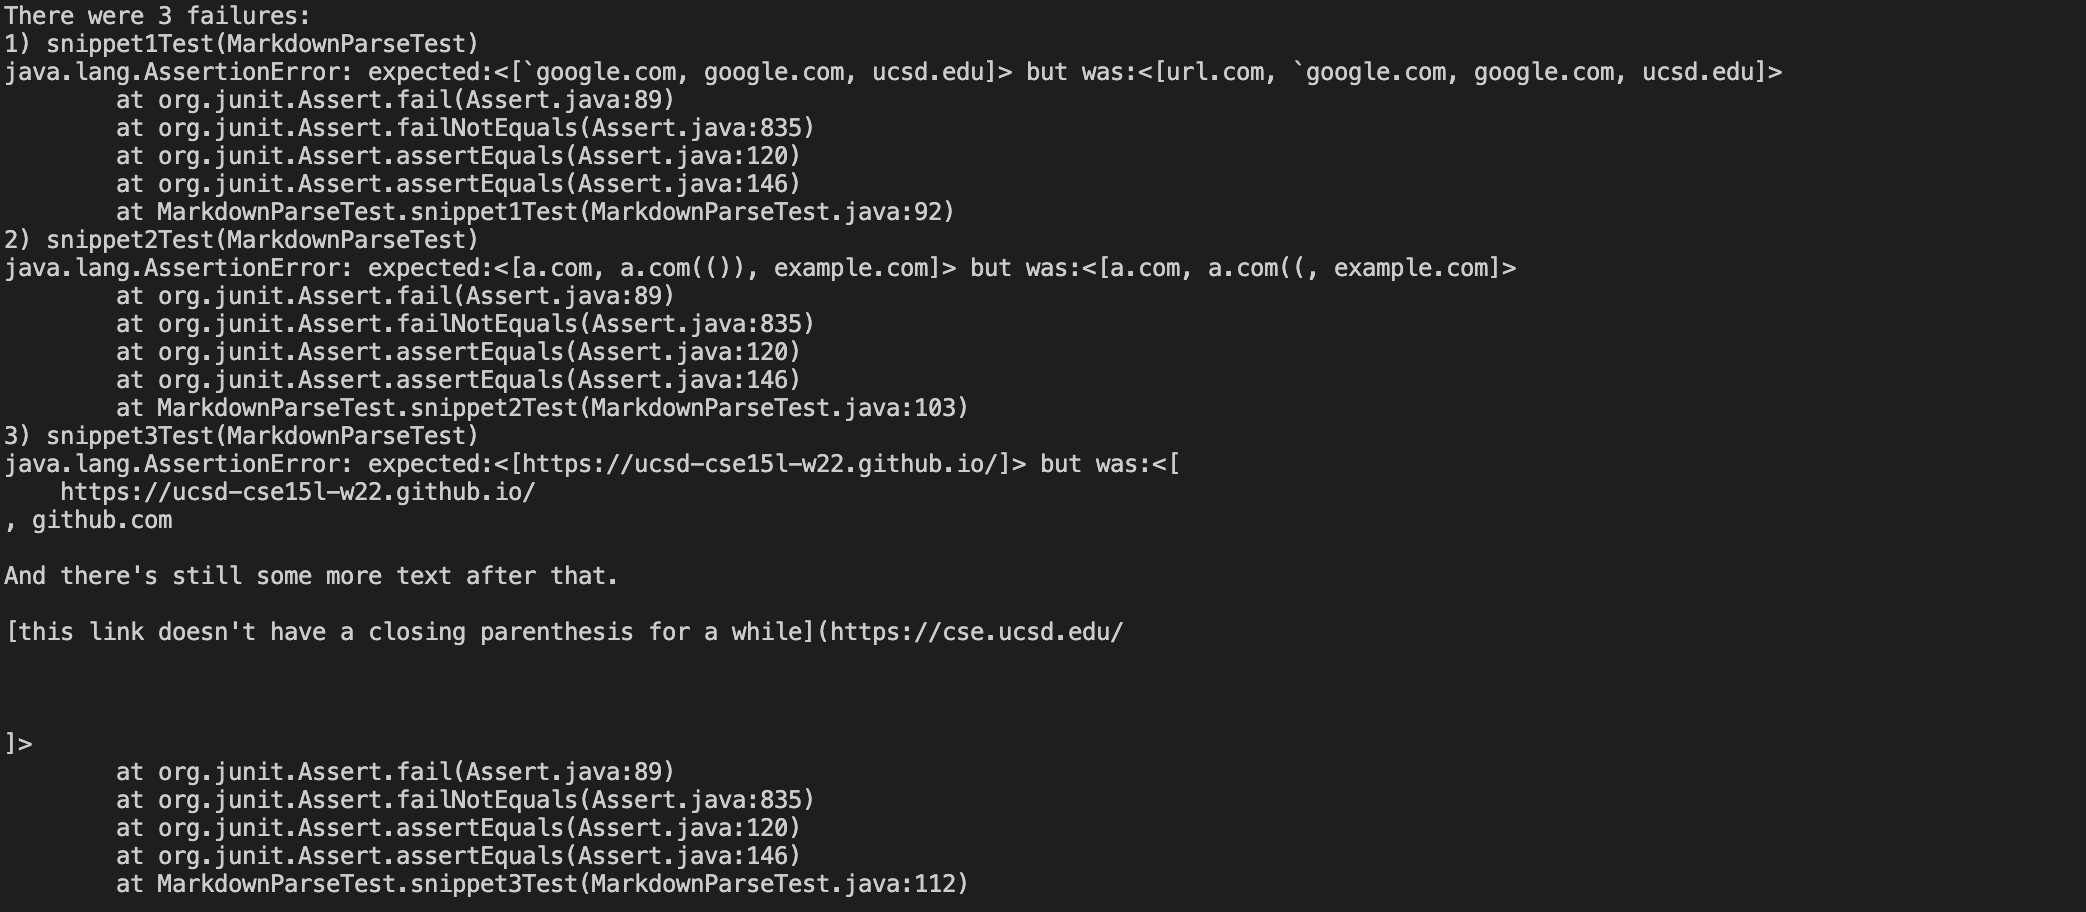 There were 3 failures:
1) snippet1Test(MarkdownParseTest)
java.lang.AssertionError: expected:<[`google.com, google.com, ucsd.edu]> but was:<[url.com, `google.com, google.com, ucsd.edu]>
        at org.junit.Assert.fail(Assert.java:89)
        at org.junit.Assert.failNotEquals(Assert.java:835)
        at org.junit.Assert.assertEquals(Assert.java:120)
        at org.junit.Assert.assertEquals(Assert.java:146)
        at MarkdownParseTest.snippet1Test(MarkdownParseTest.java:92)
2) snippet2Test(MarkdownParseTest)
java.lang.AssertionError: expected:<[a.com, a.com(()), example.com]> but was:<[a.com, a.com((, example.com]>
        at org.junit.Assert.fail(Assert.java:89)
        at org.junit.Assert.failNotEquals(Assert.java:835)
        at org.junit.Assert.assertEquals(Assert.java:120)
        at org.junit.Assert.assertEquals(Assert.java:146)
        at MarkdownParseTest.snippet2Test(MarkdownParseTest.java:103)
3) snippet3Test(MarkdownParseTest)
java.lang.AssertionError: expected:<[https://ucsd-cse15l-w22.github.io/]> but was:<[
    https://ucsd-cse15l-w22.github.io/
, github.com

And there's still some more text after that.

[this link doesn't have a closing parenthesis for a while](https://cse.ucsd.edu/



]>
        at org.junit.Assert.fail(Assert.java:89)
        at org.junit.Assert.failNotEquals(Assert.java:835)
        at org.junit.Assert.assertEquals(Assert.java:120)
        at org.junit.Assert.assertEquals(Assert.java:146)
        at MarkdownParseTest.snippet3Test(MarkdownParseTest.java:112)